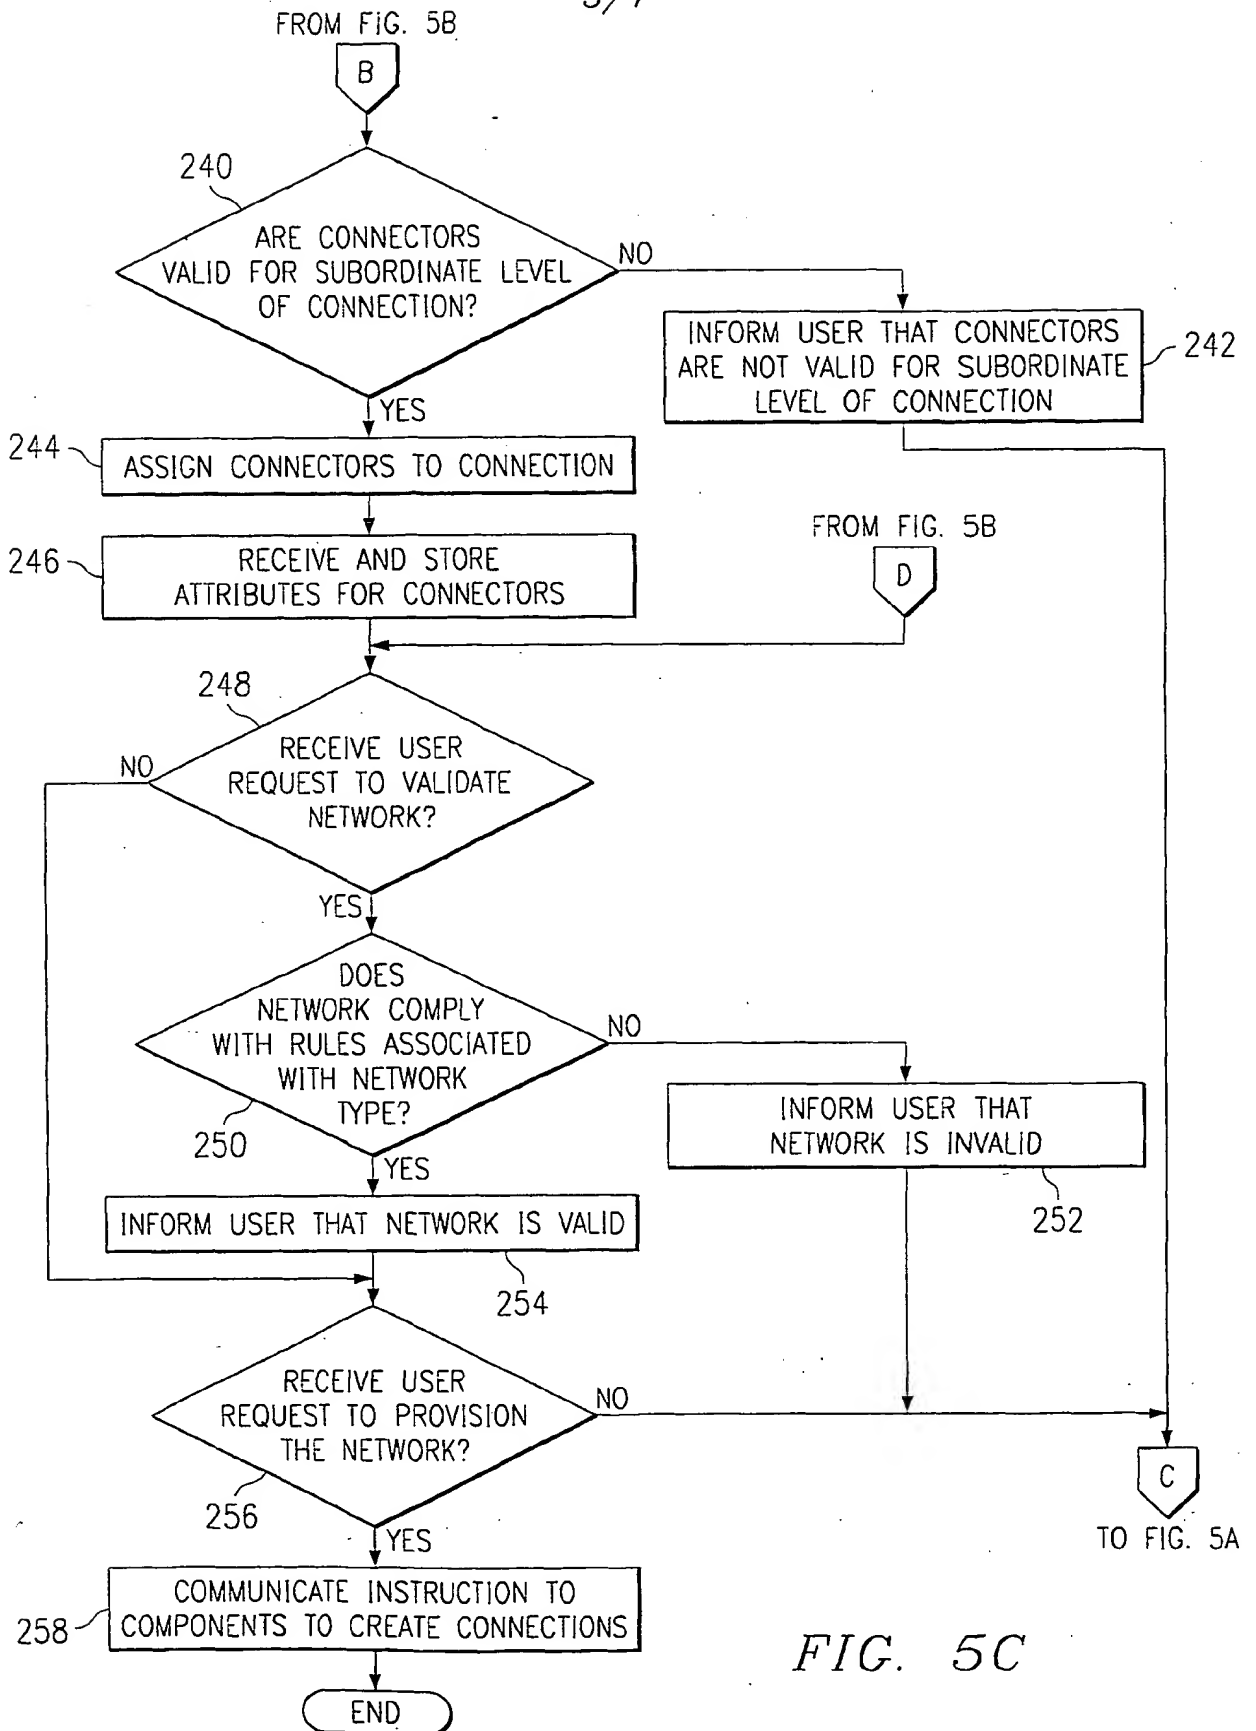 FROM FIG. 5B
B
240
ARE CONNECTORS
VALID FOR SUBORDINATE LEVEL
OF CONNECTION?
NO
INFORM USER THAT CONNECTORS
ARE NOT VALID FOR SUBORDINATE
LEVEL OF CONNECTION
242
YES
244
ASSIGN CONNECTORS TO CONNECTION
246
RECEIVE AND STORE
ATTRIBUTES FOR CONNECTORS
FROM FIG. 5B
D
248
RECEIVE USER
REQUEST TO VALIDATE
NETWORK?
NO
YES
DOES
NETWORK COMPLY
WITH RULES ASSOCIATED
WITH NETWORK
TYPE?
250
NO
INFORM USER THAT
NETWORK IS INVALID
252
YES
INFORM USER THAT NETWORK IS VALID
254
RECEIVE USER
REQUEST TO PROVISION
THE NETWORK?
256
NO
C
TO FIG. 5A
YES
COMMUNICATE INSTRUCTION TO
COMPONENTS TO CREATE CONNECTIONS
258
END
FIG. 5C